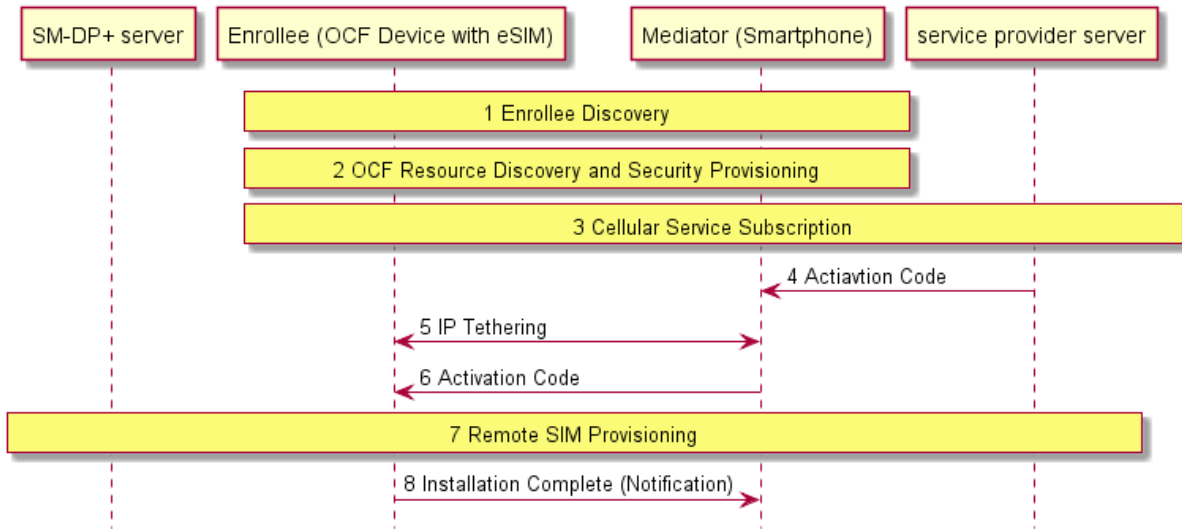 SM-DP+ server
Enrollee (OCF Device with eSIM)
Mediator (Smartphone)
service provider server
1 Enrollee Discovery
2 OCF Resource Discovery and Security Provisioning
3 Cellular Service Subscription
4 Actiavtion Code
5 IP Tethering
6 Activation Code
7 Remote SIM Provisioning
8 Installation Complete (Notification)